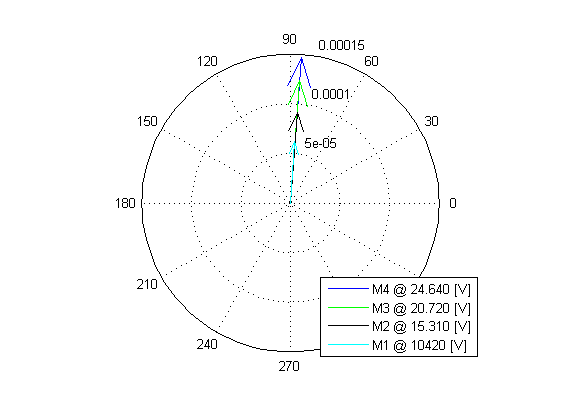 90
0.00015
120
60
0.0001
150
30
5e-05
180
0
210
M4 @ 24.640 [V]
M3 @ 20.720 [V]
M2 @ 15.310 [V]
M1 @ 10420 [V]
240
270